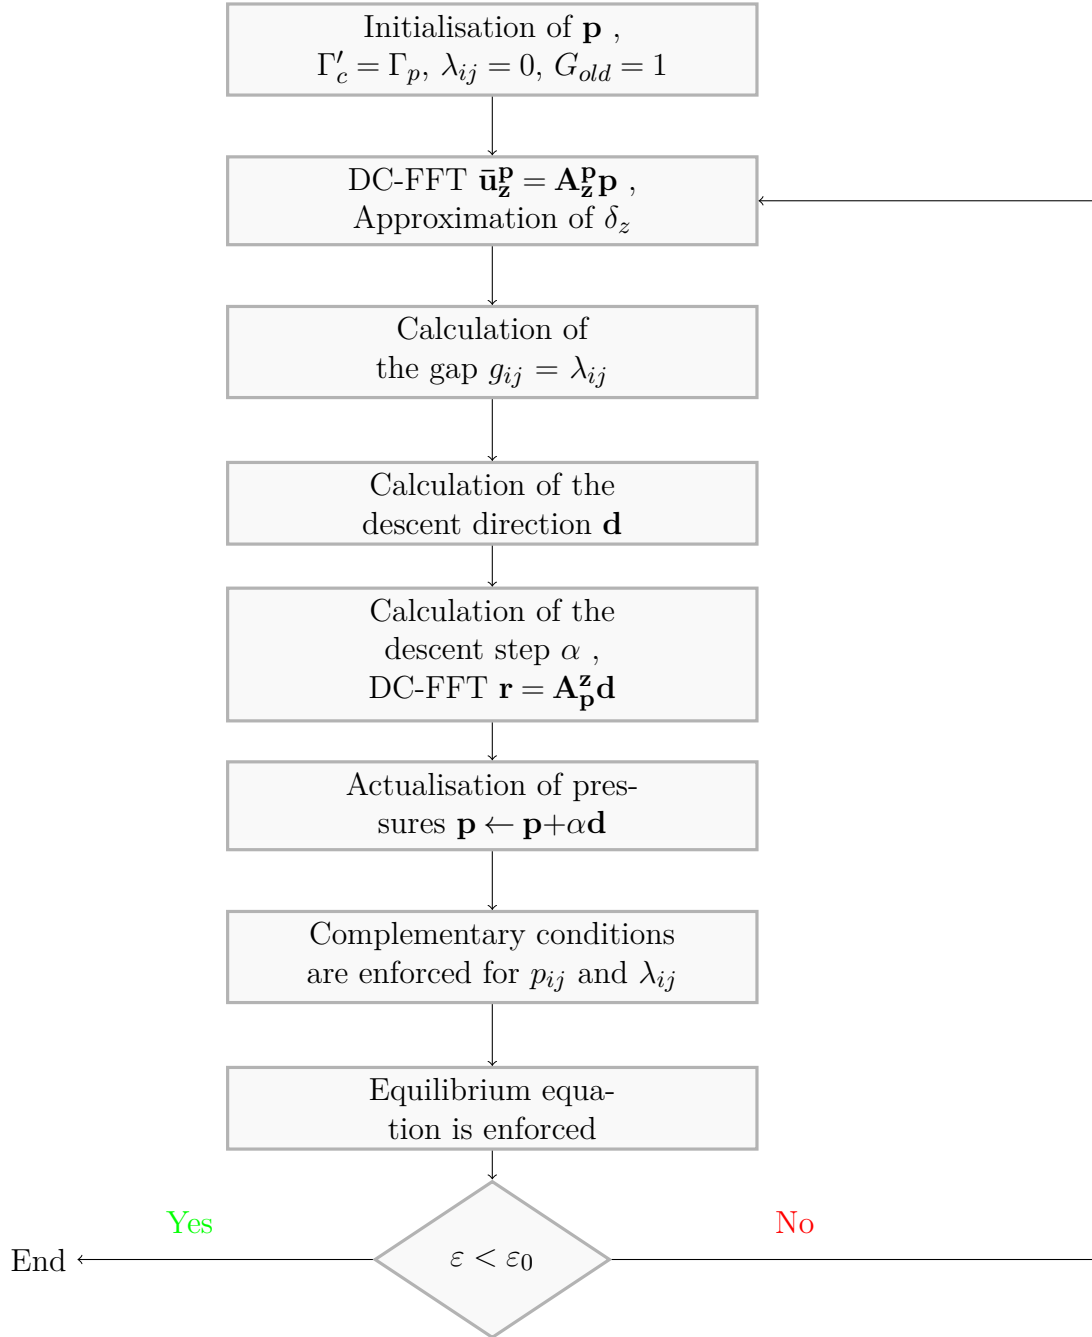 Initialisation of p ,
Γ′c = Γp, λij = 0, Gold = 1
DC-FFT ūᵖz = Aᵖz p ,
Approximation of δz
Calculation of
the gap gij = λij
Calculation of the
descent direction d
Calculation of the
descent step α ,
DC-FFT r = Aᶻp d
Actualisation of pres-
sures p ← p+αd
Complementary conditions
are enforced for pij and λij
Equilibrium equa-
tion is enforced
Yes
No
End
ε < ε0